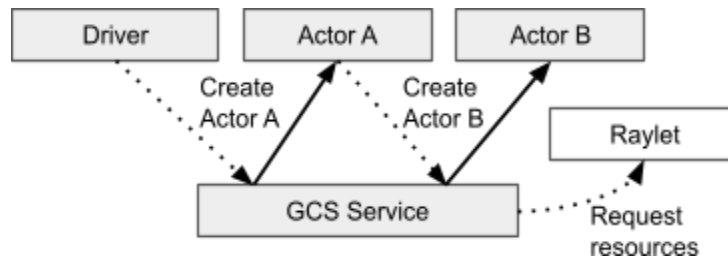 Driver
Actor A
Actor B
Create
Actor A
Create
Actor B
Raylet
GCS Service
Request
resources